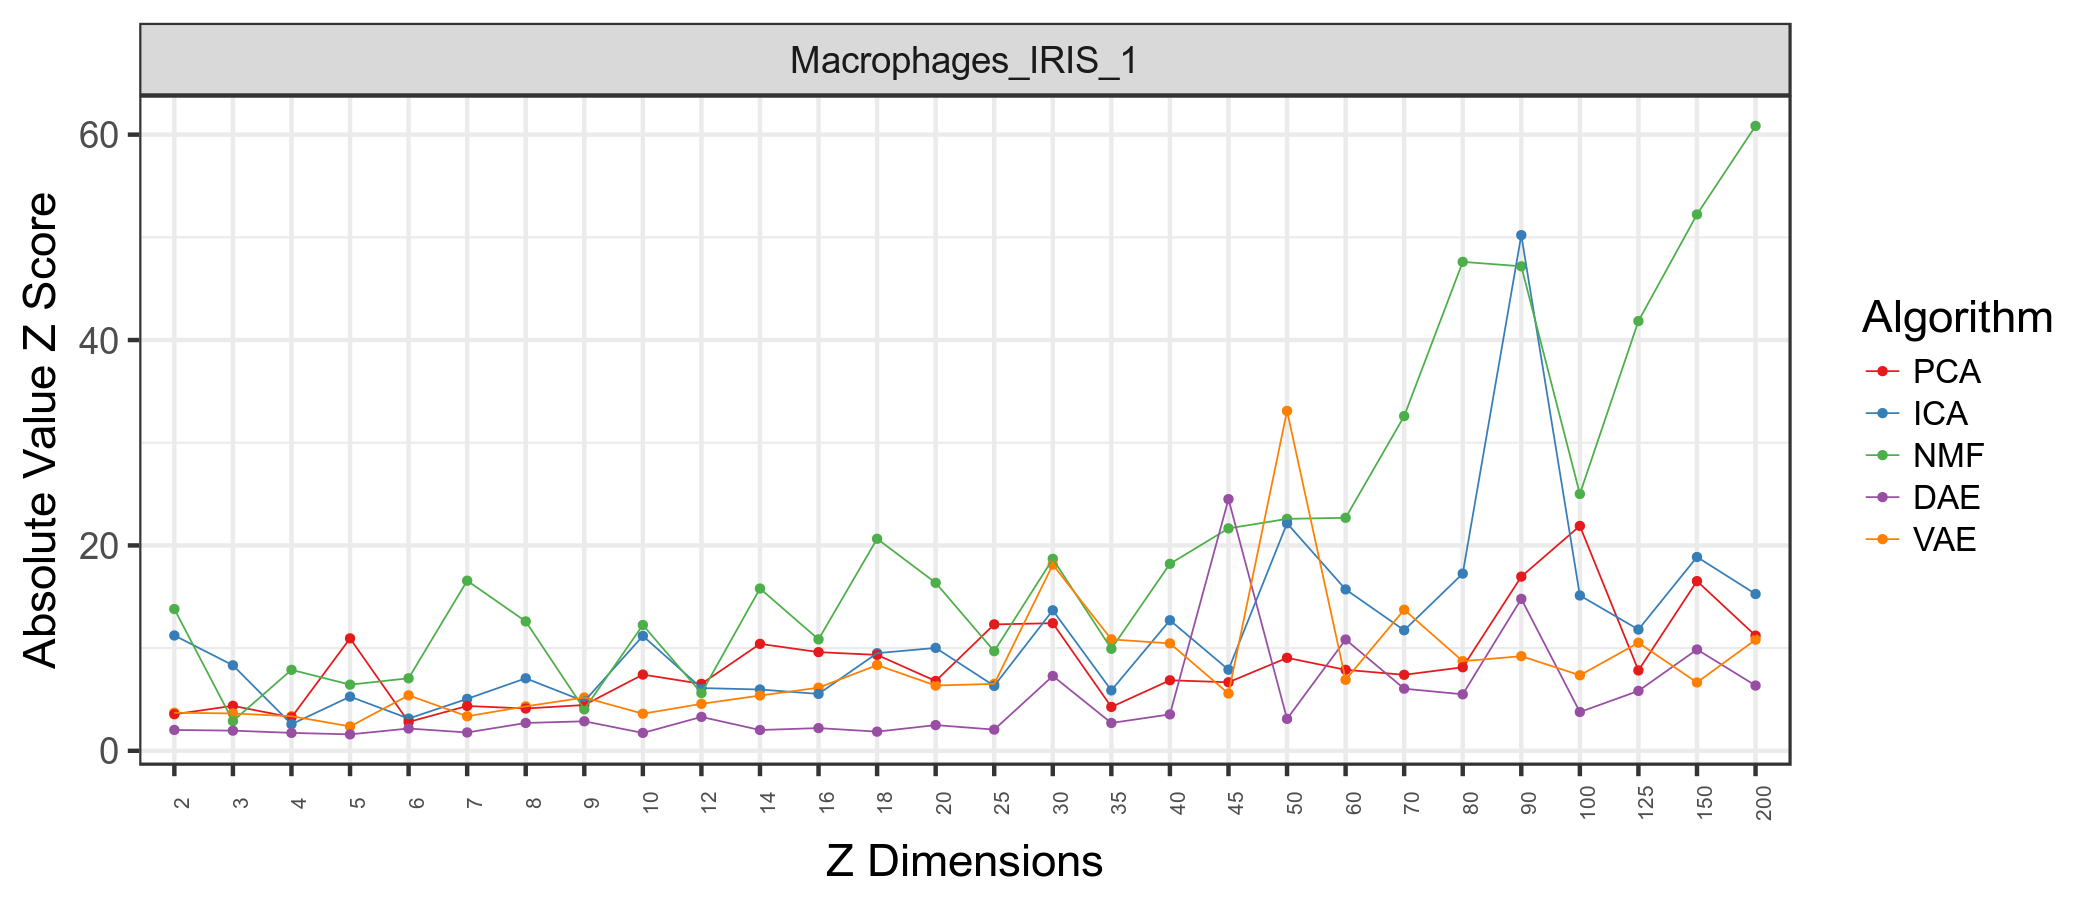 Macrophages_IRIS_1
60
40
20
0
Absolute Value Z Score
2 3 4 5 6 7 8 9 10 12 14 16 18 20 25 30 35 40 45 50 60 70 80 90 100 125 150 200
Z Dimensions
Algorithm
PCA
ICA
NMF
DAE
VAE